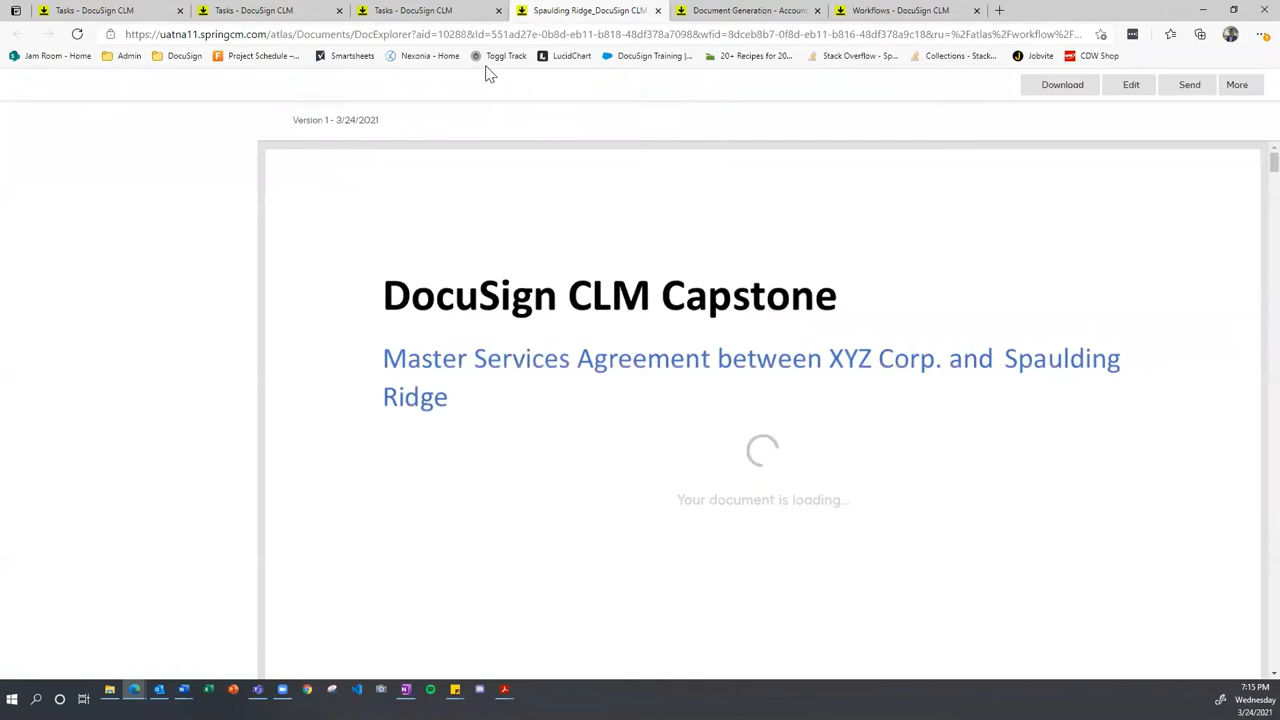 Tasks - DocuSign CLM
Tasks - DocuSign CLM
Tasks - DocuSign CLM
Spaulding Ridge_DocuSign CLM
Document Generation - Accoun
Workflows - DocuSign CLM
https://uatna11.springcm.com/atlas/Documents/DocExplorer?aid=10288&Id=551ad27e-0b8d-eb11-b818-48df378a7098&wfid=8dceb8b7-0f8d-eb11-b816-48df378a9c18&ru=%2Fatlas%2Fworkflow%2F...
Jam Room - Home
Admin
DocuSign
Project Schedule -...
Smartsheets
Nexonia - Home
Toggl Track
LucidChart
DocuSign Training |...
20+ Recipes for 20...
Stack Overflow - Sp...
Collections - Stack...
Jobvite
CDW Shop
Download
Edit
Send
More
Version 1 - 3/24/2021
DocuSign CLM Capstone
Master Services Agreement between XYZ Corp. and Spaulding
Ridge
Your document is loading...
7:15 PM
Wednesday
3/24/2021